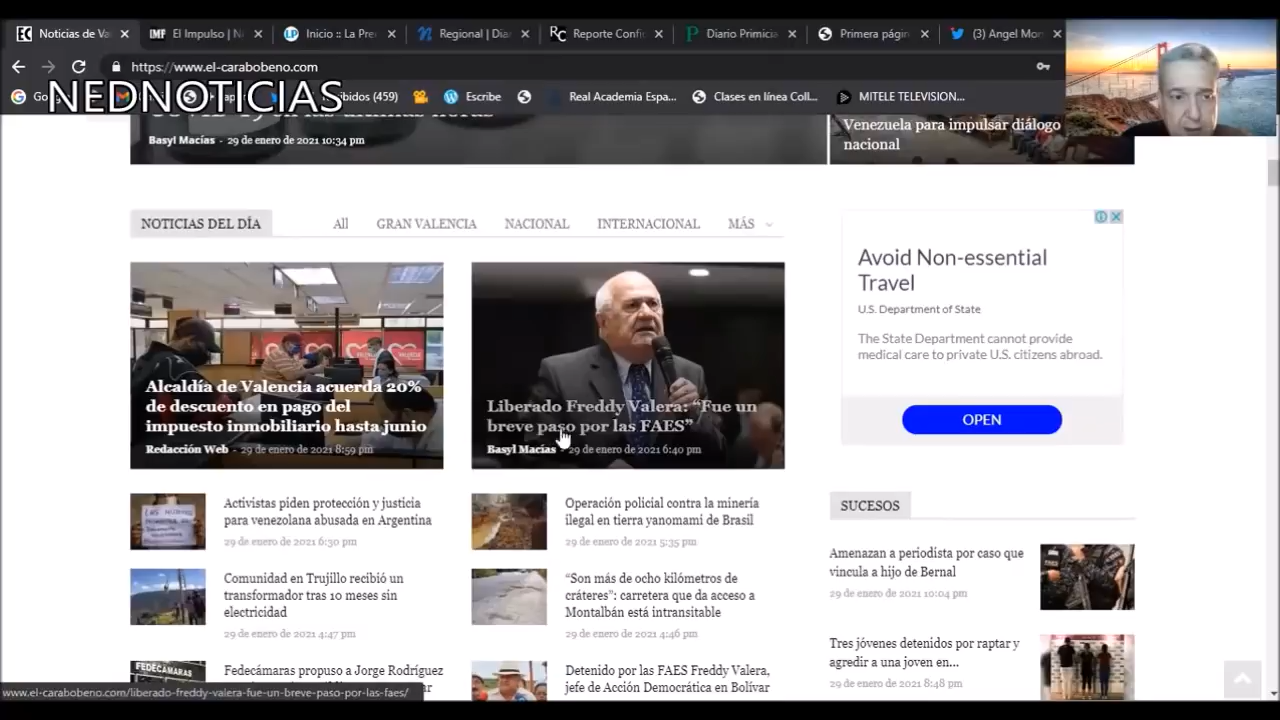 Noticias de Va
El Impulso | N
Inicio :: La Pre
Regional | Dia
Reporte Confi
Diario Primicia
Primera págin
(3) Angel Mon
https://www.el-carabobeno.com
NEDNOTICIAS
ibidos (459)
Escribe
Real Academia Espa...
Clases en línea Coll...
MITELE TELEVISION...
Basyl Macías - 29 de enero de 2021 10:34 pm
Venezuela para impulsar diálogo
nacional
NOTICIAS DEL DÍA
All
GRAN VALENCIA
NACIONAL
INTERNACIONAL
MÁS
Alcaldía de Valencia acuerda 20%
de descuento en pago del
impuesto inmobiliario hasta junio
Redacción Web - 29 de enero de 2021 8:59 pm
Liberado Freddy Valera: “Fue un
breve paso por las FAES”
Basyl Macías - 29 de enero de 2021 6:40 pm
Activistas piden protección y justicia
para venezolana abusada en Argentina
29 de enero de 2021 6:30 pm
Operación policial contra la minería
ilegal en tierra yanomami de Brasil
29 de enero de 2021 5:35 pm
Comunidad en Trujillo recibió un
transformador tras 10 meses sin
electricidad
29 de enero de 2021 4:47 pm
“Son más de ocho kilómetros de
cráteres”: carretera que da acceso a
Montalbán está intransitable
29 de enero de 2021 4:46 pm
FEDECÁMARAS
Fedecámaras propuso a Jorge Rodríguez
Detenido por las FAES Freddy Valera,
jefe de Acción Democrática en Bolívar
Avoid Non-essential
Travel
U.S. Department of State
The State Department cannot provide
medical care to private U.S. citizens abroad.
OPEN
SUCESOS
Amenazan a periodista por caso que
vincula a hijo de Bernal
29 de enero de 2021 10:04 pm
Tres jóvenes detenidos por raptar y
agredir a una joven en...
29 de enero de 2021 8:48 pm
www.el-carabobeno.com/liberado-freddy-valera-fue-un-breve-paso-por-las-faes/